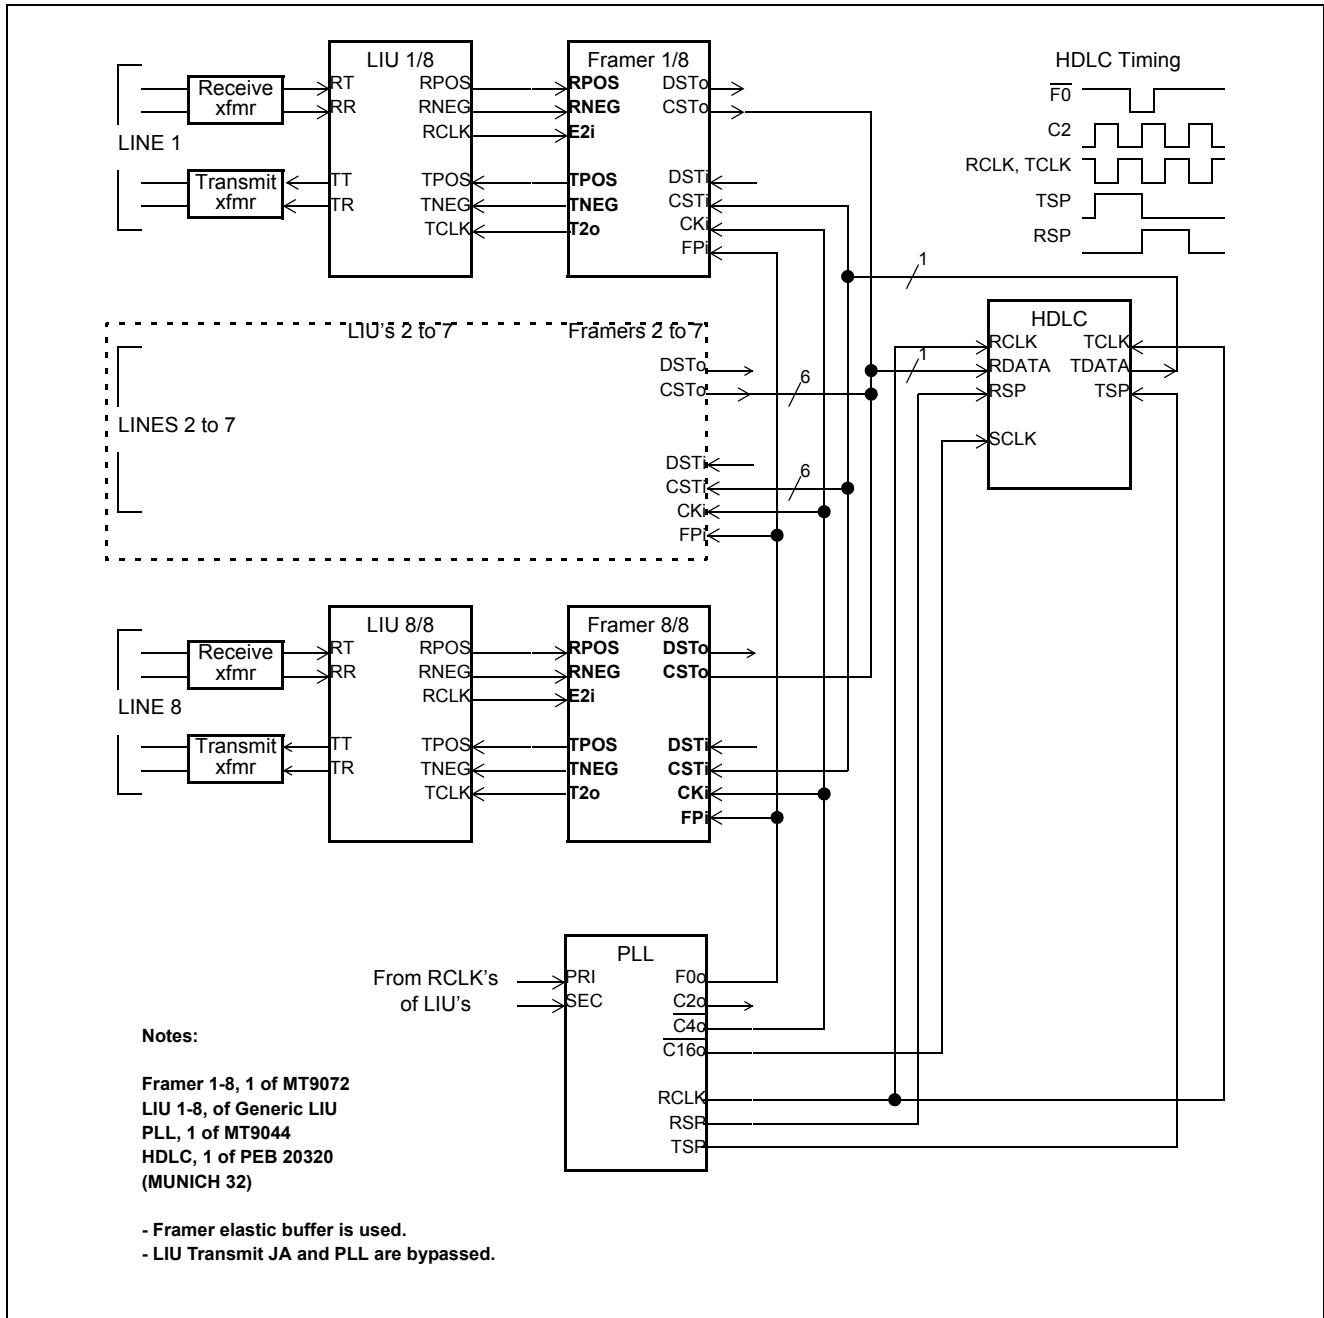 LIU 1/8
Framer 1/8
HDLC Timing
Receive
xfmr
RT
RR
RPOS
RNEG
RCLK
RPOS
RNEG
E2i
DSTo
CSTo
LINE 1
Transmit
xfmr
TT
TR
TPOS
TNEG
TCLK
TPOS
TNEG
T2o
DSTi
CSTi
CKi
FPi
F0
C2
RCLK, TCLK
TSP
RSP
1
LIU's 2 to 7
Framers 2 to 7
DSTo
CSTo
6
1
LINES 2 to 7
DSTi
CSTi
6
CKi
FPi
HDLC
RCLK
RDATA
RSP
SCLK
TCLK
TDATA
TSP
LIU 8/8
Framer 8/8
Receive
xfmr
RT
RR
RPOS
RNEG
RCLK
RPOS
RNEG
E2i
DSTo
CSTo
LINE 8
Transmit
xfmr
TT
TR
TPOS
TNEG
TCLK
TPOS
TNEG
T2o
DSTi
CSTi
CKi
FPi
PLL
From RCLK's
of LIU's
PRI
SEC
F0o
C2o
C4o
C16o
RCLK
RSP
TSP
Notes:
Framer 1-8, 1 of MT9072
LIU 1-8, of Generic LIU
PLL, 1 of MT9044
HDLC, 1 of PEB 20320
(MUNICH 32)
- Framer elastic buffer is used.
- LIU Transmit JA and PLL are bypassed.